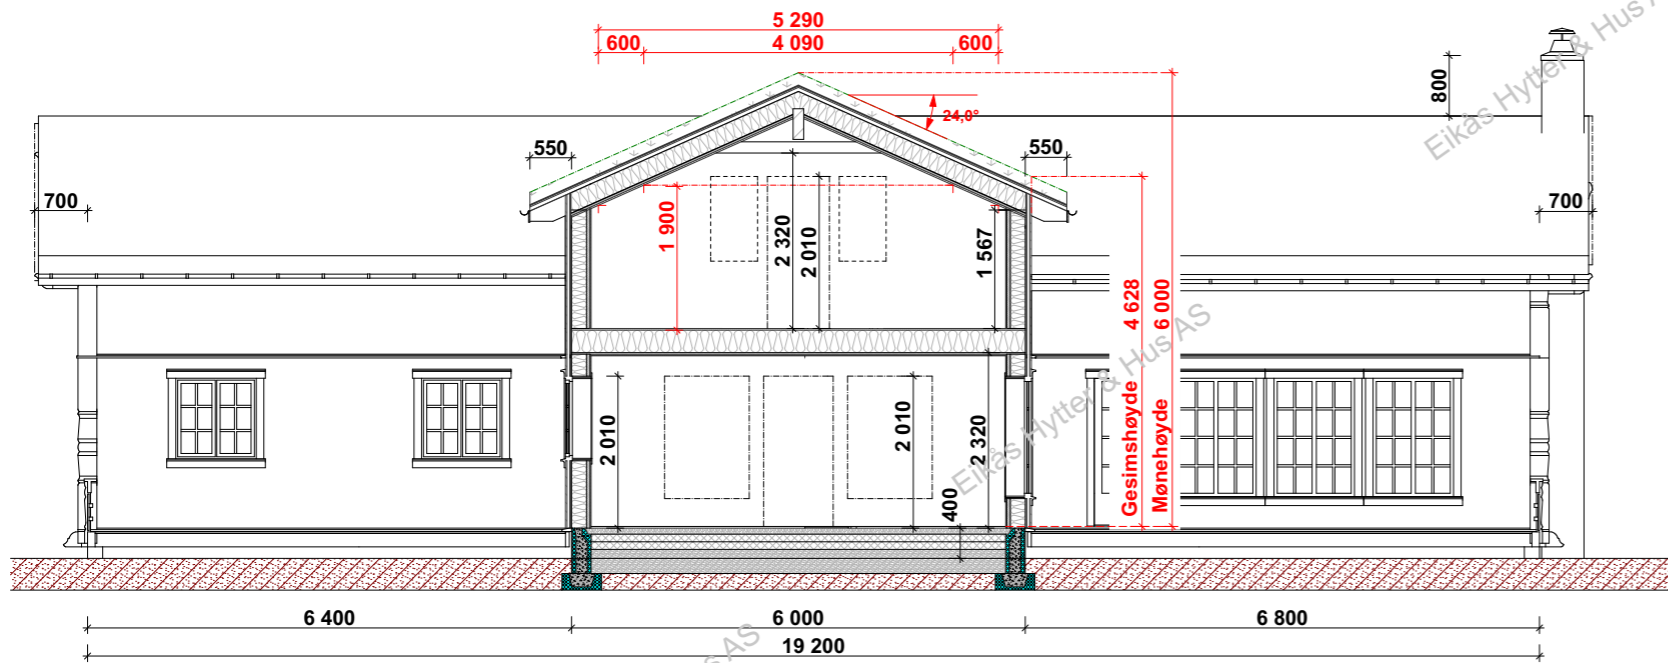 5 290
600 4 090 600
Eikås Hytter & Hus A
800
24,0°
550 550
700 700
1 900
2 320
2 010
1 567
4 628
6 000
Gesimshøyde
Mønehøyde
Eikås Hytter & Hus AS
2 010
2 010
2 320
400
6 400 6 000 6 800
19 200
us AS